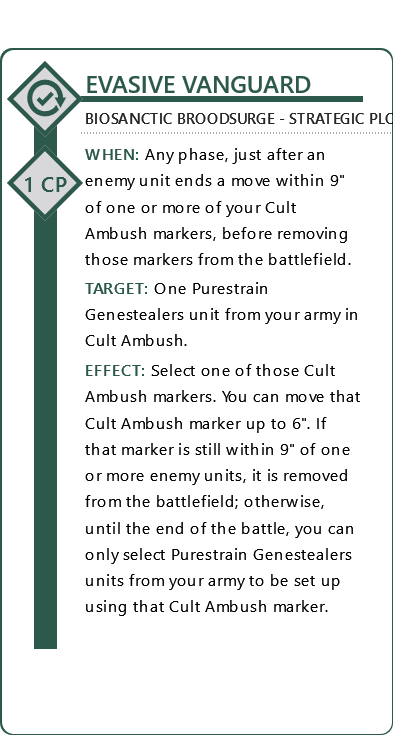 EVASIVE VANGUARD
BIOSANCTIC BROODSURGE - STRATEGIC PLO
1 CP
WHEN: Any phase, just after an
enemy unit ends a move within 9"
of one or more of your Cult
Ambush markers, before removing
those markers from the battlefield.
TARGET: One Purestrain
Genestealers unit from your army in
Cult Ambush.
EFFECT: Select one of those Cult
Ambush markers. You can move that
Cult Ambush marker up to 6". If
that marker is still within 9" of one
or more enemy units, it is removed
from the battlefield; otherwise,
until the end of the battle, you can
only select Purestrain Genestealers
units from your army to be set up
using that Cult Ambush marker.